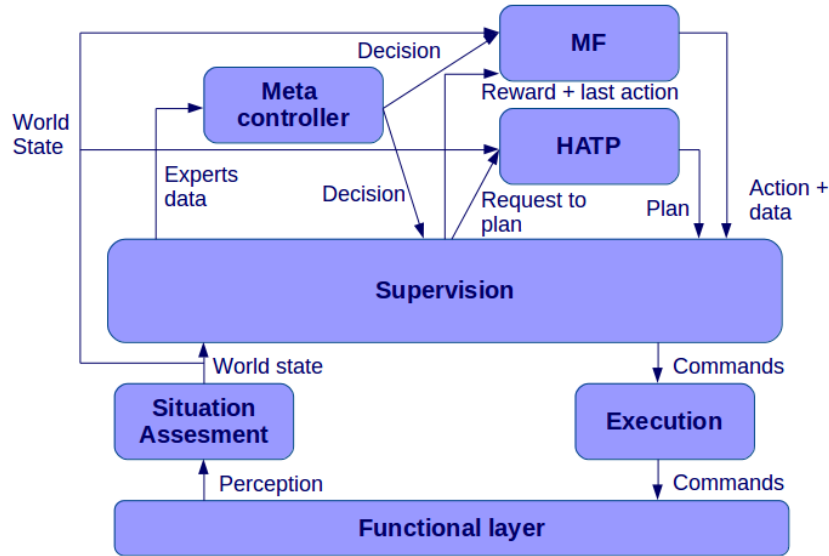 MF
Decision
Meta
controller
Reward + last action
World
State
HATP
Experts
data
Decision
Request to
plan
Plan
Action +
data
Supervision
World state
Commands
Situation
Assesment
Execution
Perception
Commands
Functional layer